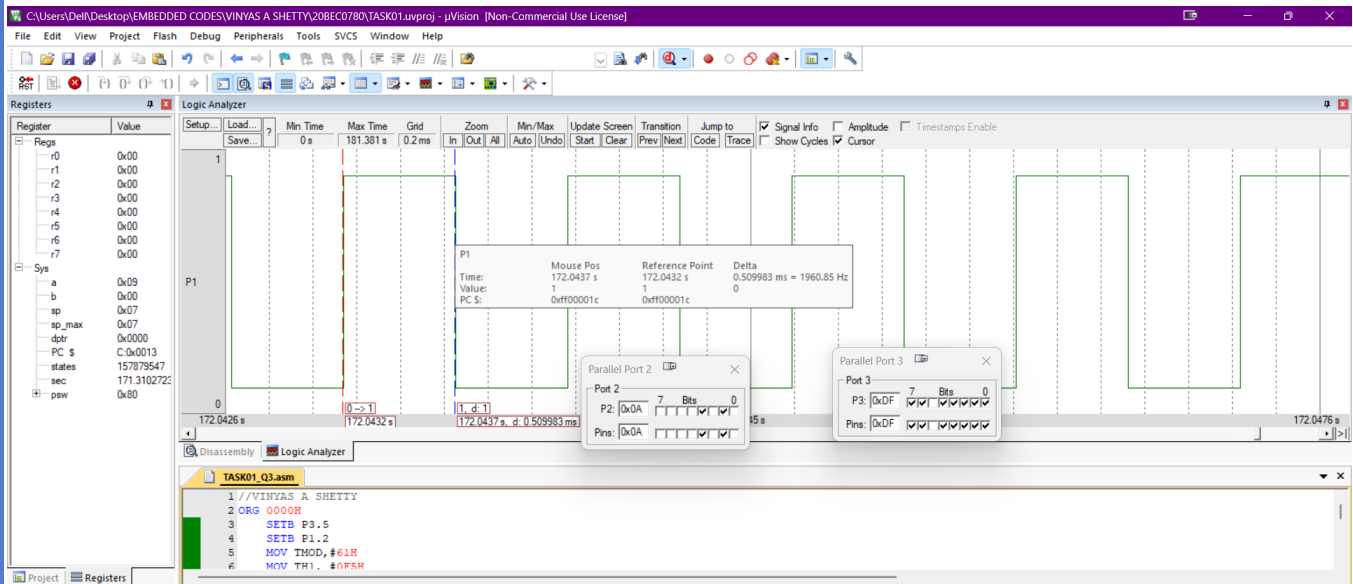 C:\Users\Dell\Desktop\EMBEDDED CODES\VINYAS A SHETTY\20BEC0780\TASK01.uvproj - µVision [Non-Commercial Use License]
File Edit View Project Flash Debug Peripherals Tools SVCS Window Help
RST
Registers
Register Value
Regs
r0 0x00
r1 0x00
r2 0x00
r3 0x00
r4 0x00
r5 0x00
r6 0x00
r7 0x00
Sys
a 0x09
b 0x00
sp 0x07
sp_max 0x07
dptr 0x0000
PC $ C:0x0013
states 157879547
sec 171.3102723
psw 0x80
Project Registers
Logic Analyzer
Setup... Load... ? Min Time Max Time Grid Zoom Min/Max Update Screen Transition Jump to Signal Info Amplitude Timestamps Enable
Save... 0 s 181.381 s 0.2 ms In Out All Auto Undo Start Clear Prev Next Code Trace Show Cycles Cursor
1
P1
0
P1
Mouse Pos Reference Point Delta
Time: 172.0437 s 172.0432 s 0.509983 ms = 1960.85 Hz
Value: 1 1 0
PC $: 0xff00001c 0xff00001c
0 --> 1 1, d: 1
172.0426 s 172.0432 s 172.0437 s, d: 0.509983 ms 45 s 172.0476 s
Parallel Port 2
Port 2
7 Bits 0
P2: 0x0A
Pins: 0x0A
Parallel Port 3
Port 3
7 Bits 0
P3: 0xDF
Pins: 0xDF
Disassembly Logic Analyzer
TASK01_Q3.asm
1 //VINYAS A SHETTY
2 ORG 0000H
3 SETB P3.5
4 SETB P1.2
5 MOV TMOD,#61H
6 MOV TH1, #0F5H